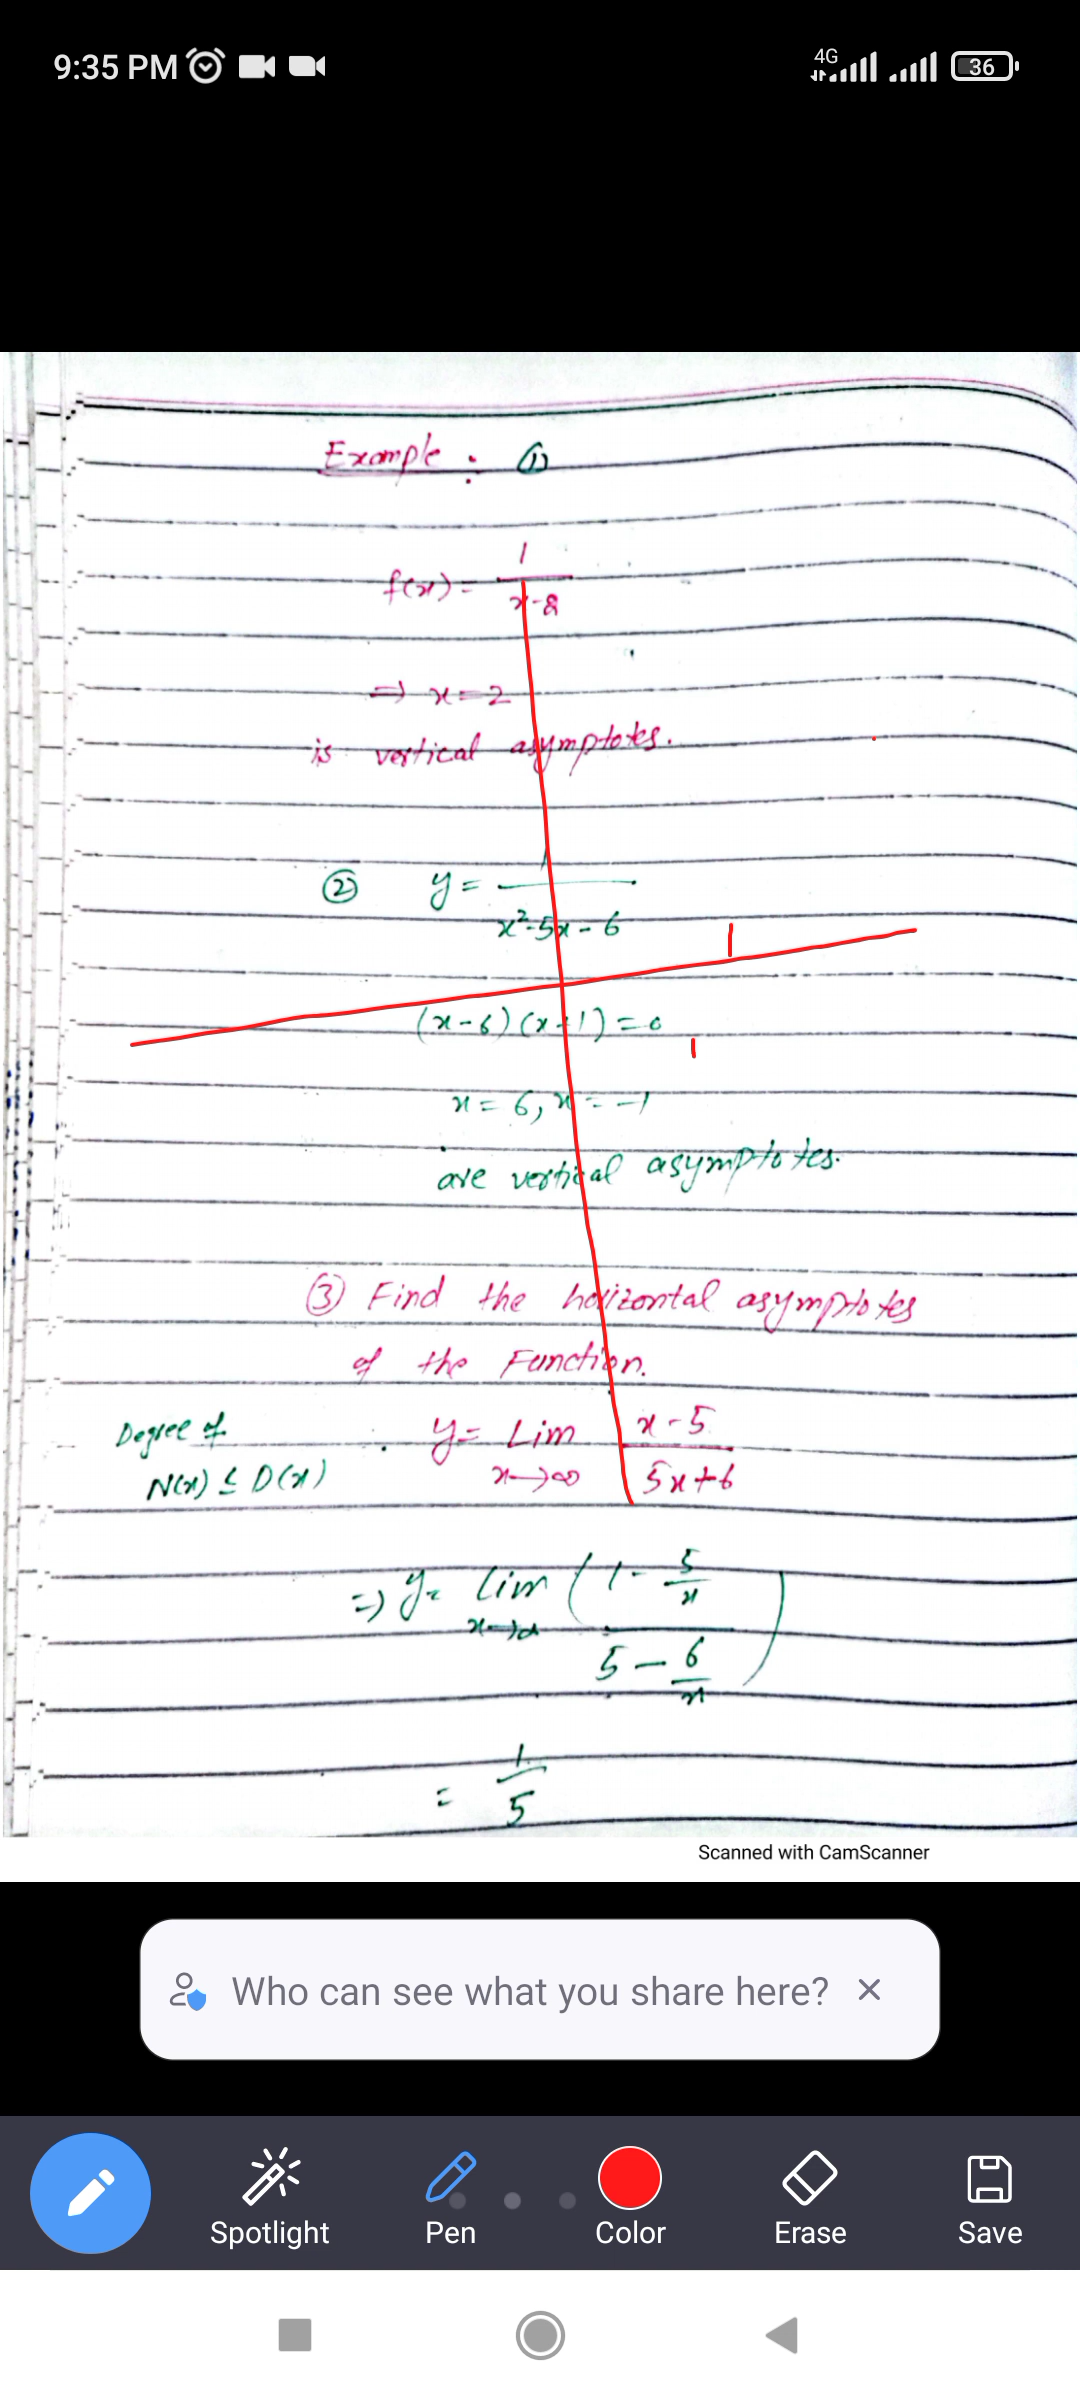 9:35 PM
4G
36
Example : ①
f(x) = 1/x-2
⇒ x = 2
is vertical asymptotes.
② y = 1/x²-5x-6
(x-6)(x+1)=0
x = 6, x = -1
are vertical asymptotes.
③ Find the horizontal asymptotes
of the Function.
Degree of
N(x) ≤ D(x)
y = Lim x→∞ x-5/5x+6
⇒ y = Lim x→∞ (1 - 5/x / 5 - 6/x)
= 1/5
Scanned with CamScanner
Who can see what you share here?
Spotlight
Pen
Color
Erase
Save